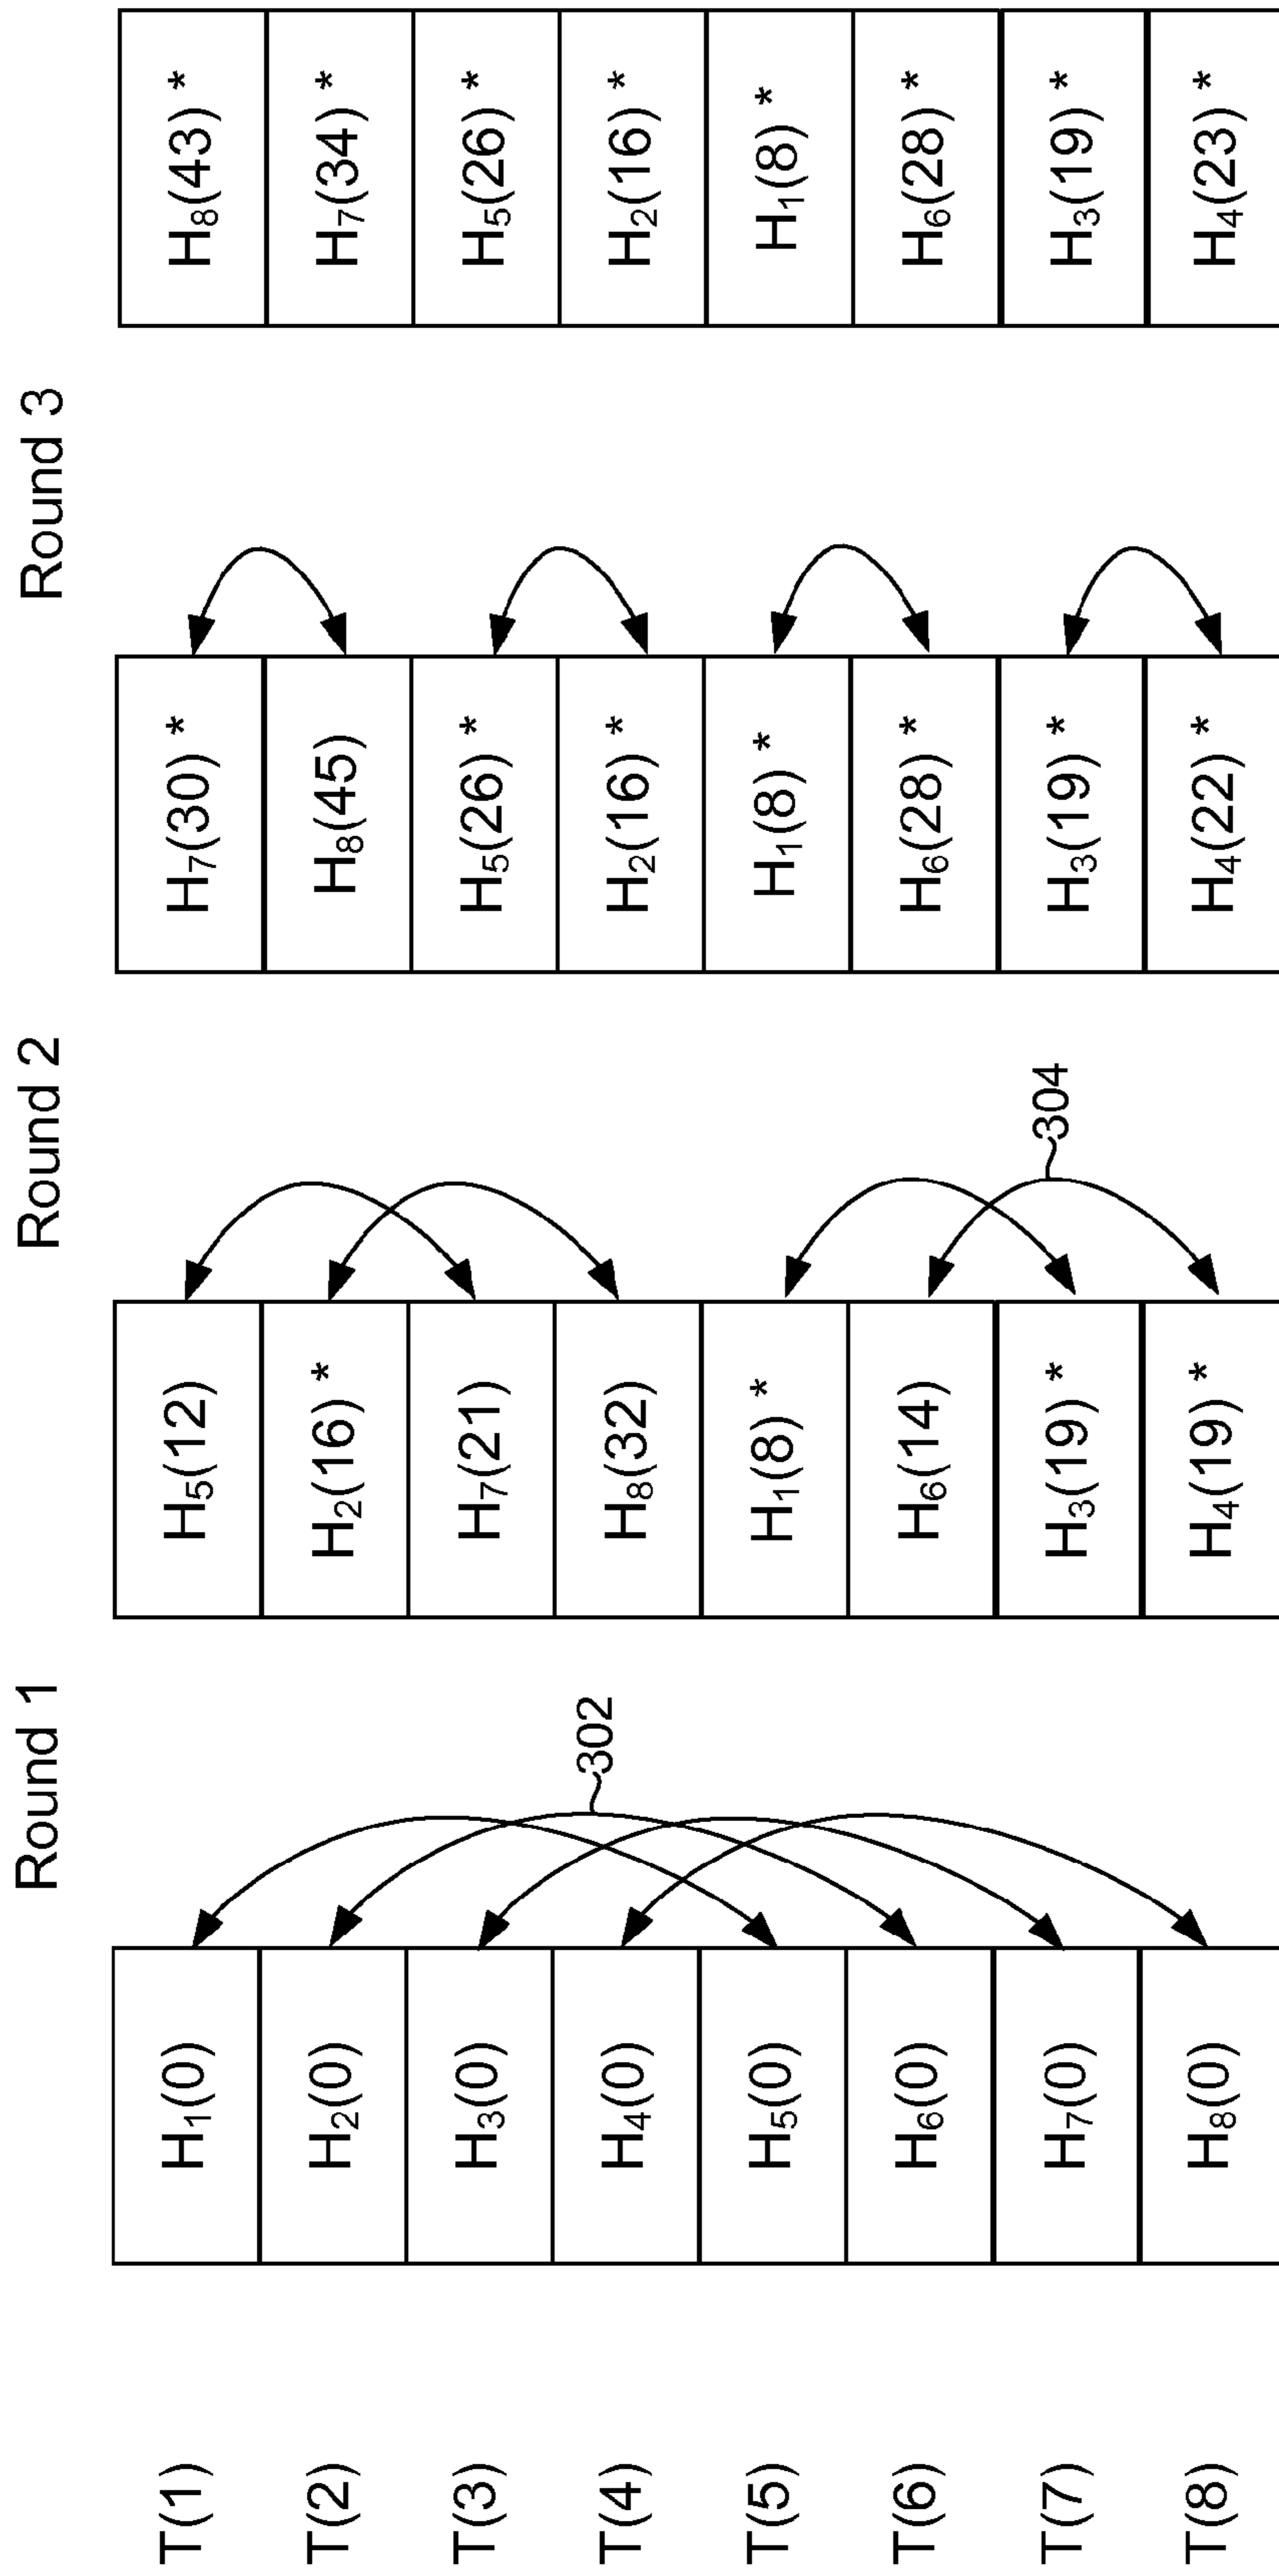 Round 1
Round 2
Round 3
T(1) H₁(0) H₅(12) H₇(30) * H₈(43) *
T(2) H₂(0) H₂(16) * H₈(45) H₇(34) *
T(3) H₃(0) H₇(21) H₅(26) * H₅(26) *
T(4) H₄(0) H₈(32) H₂(16) * H₂(16) *
T(5) H₅(0) H₁(8) * H₁(8) * H₁(8) *
T(6) H₆(0) H₆(14) H₆(28) * H₆(28) *
T(7) H₇(0) H₃(19) * H₃(19) * H₃(19) *
T(8) H₈(0) H₄(19) * H₄(22) * H₄(23) *
302
304